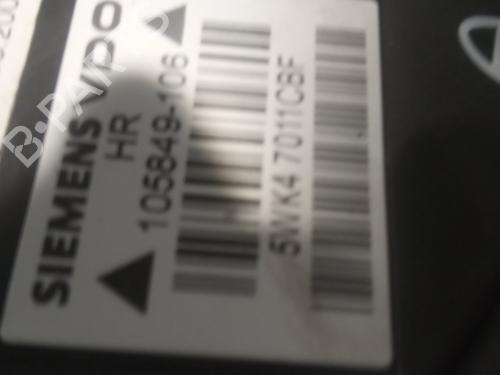 SIEMENS VDO
HR
105849-106
5WK4 7011CBF
B-PARTS